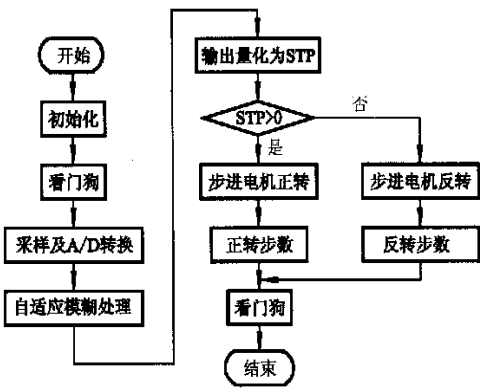 开始
初始化
看门狗
采样及A/D转换
自适应模糊处理
输出量化为STP
STP>0
否
是
步进电机正转
步进电机反转
正转步数
反转步数
看门狗
结束